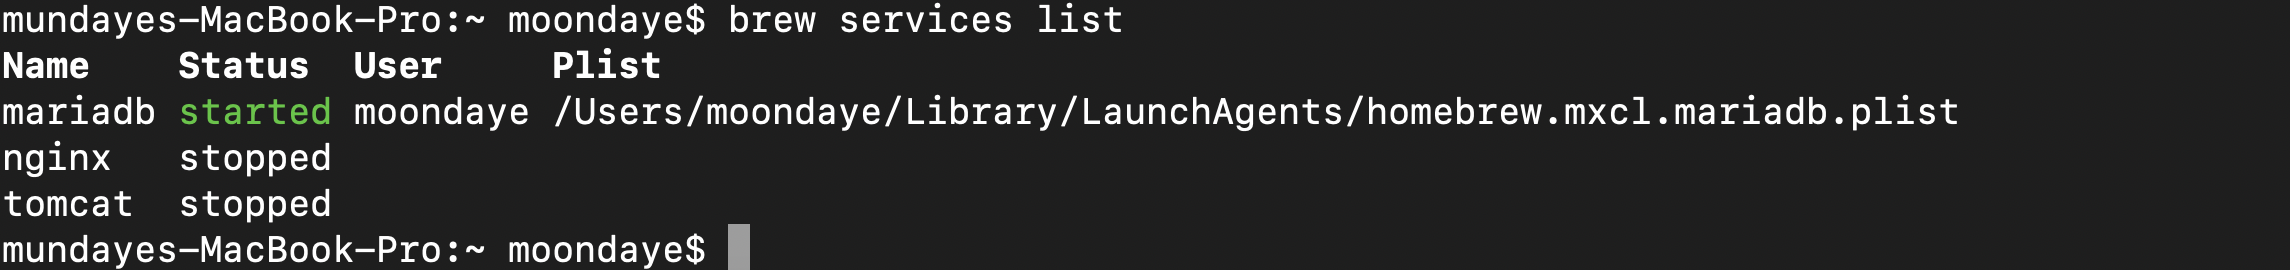 mundayes-MacBook-Pro:~ moondaye$ brew services list
Name    Status  User     Plist
mariadb started moondaye /Users/moondaye/Library/LaunchAgents/homebrew.mxcl.mariadb.plist
nginx   stopped
tomcat  stopped
mundayes-MacBook-Pro:~ moondaye$